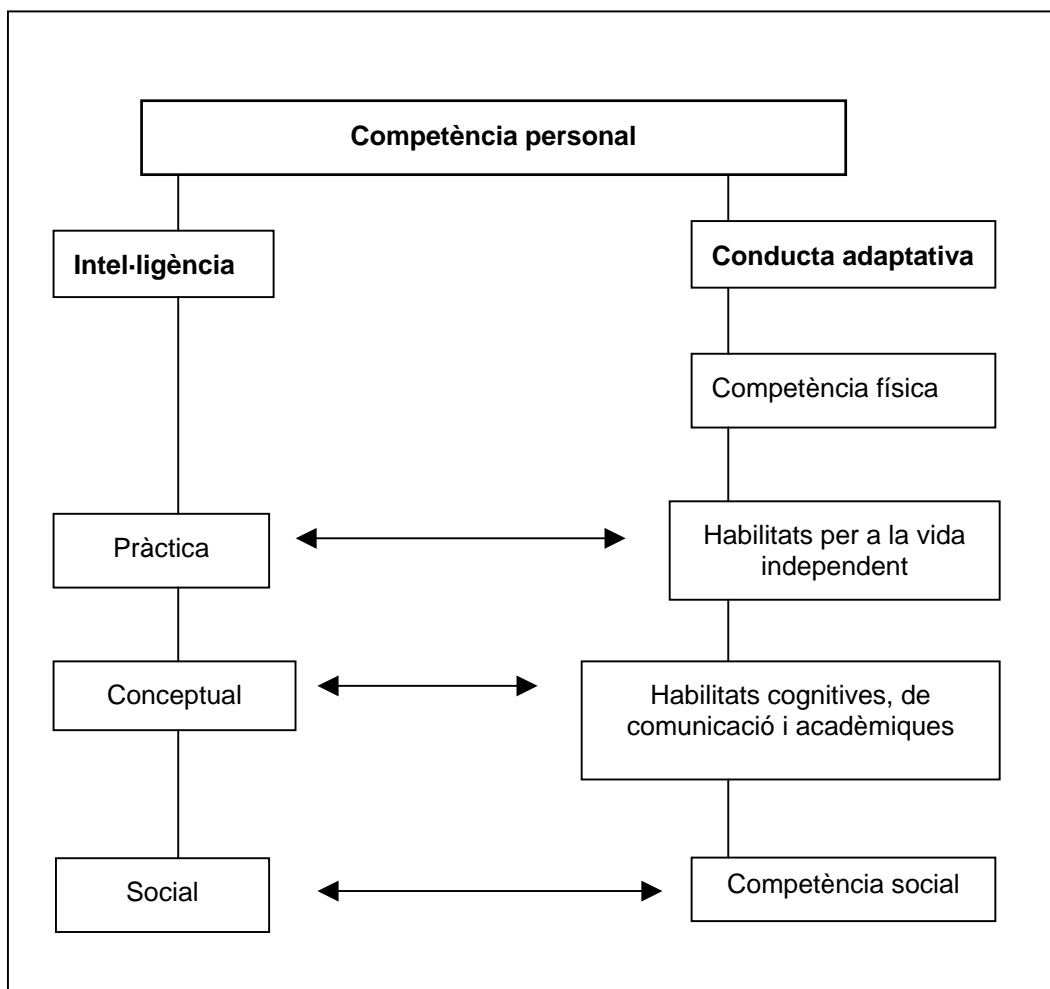 Competència personal
Intel·ligència
Conducta adaptativa
Competència física
Pràctica
Habilitats per a la vida
independent
Conceptual
Habilitats cognitives, de
comunicació i acadèmiques
Social
Competència social